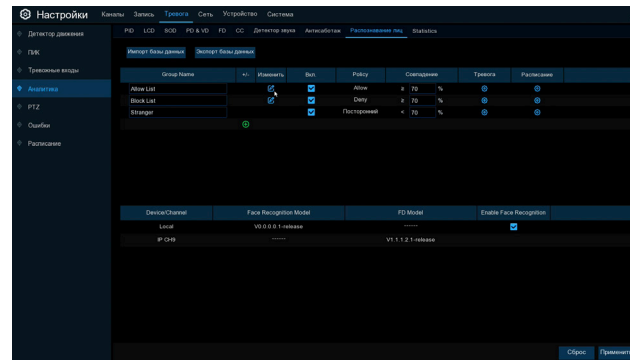 Настройки Каналы Запись Тревога Сеть Устройство Система
Детектор движения
ПИК
Тревожные входы
Аналитика
PTZ
Ошибки
Расписание
PID LCD SOD PD & VD FD CC Детектор звука Антисаботаж Распознавание лиц Statistics
Импорт базы данных Экспорт базы данных
Group Name +/- Изменить Вкл. Policy Совпадение Тревога Расписание
Allow List Allow ≥ 70 %
Block List Deny ≥ 70 %
Stranger Посторонний < 70 %
Device/Channel Face Recognition Model FD Model Enable Face Recognition
Local V0.0.0.0.1-release ------
IP CH9 ------ V1.1.1.2.1-release
Сброс Применить